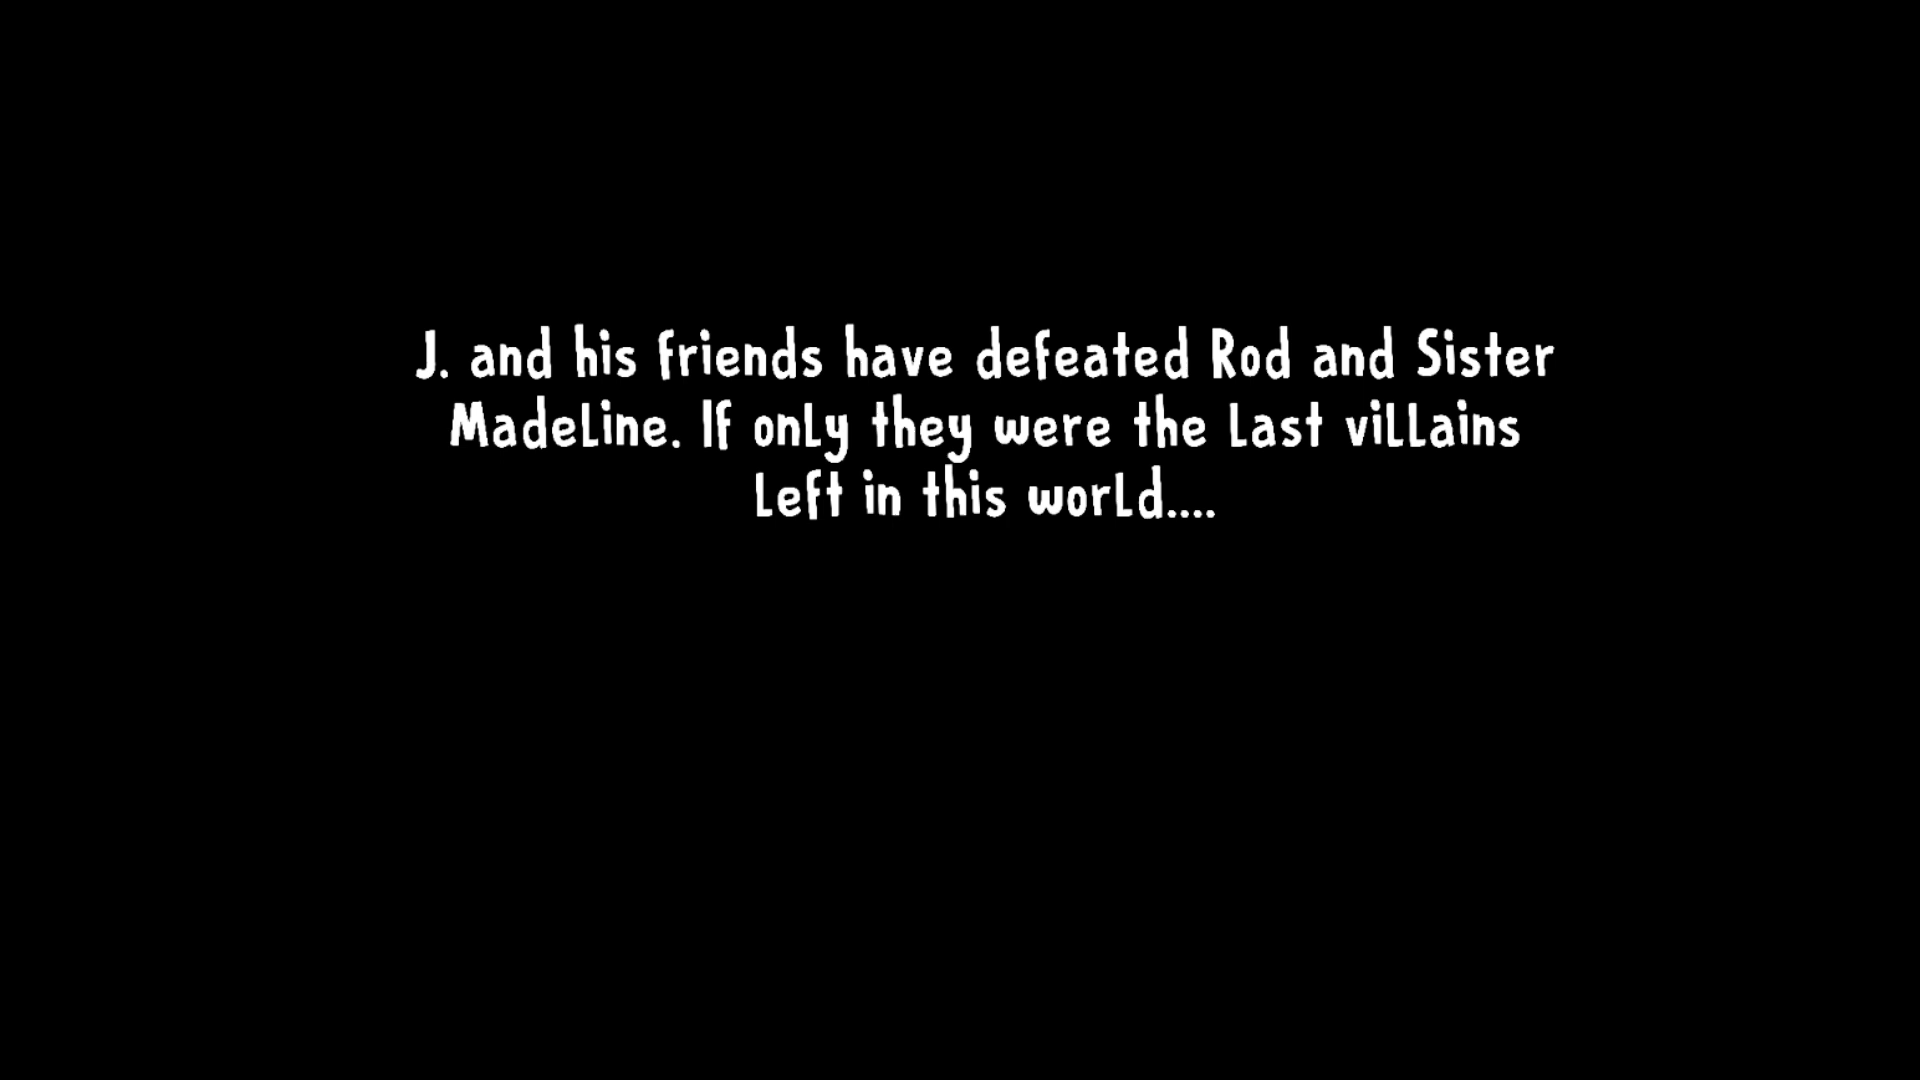 J. and his friends have defeated Rod and Sister
Madeline. If only they were the last villains
left in this world....